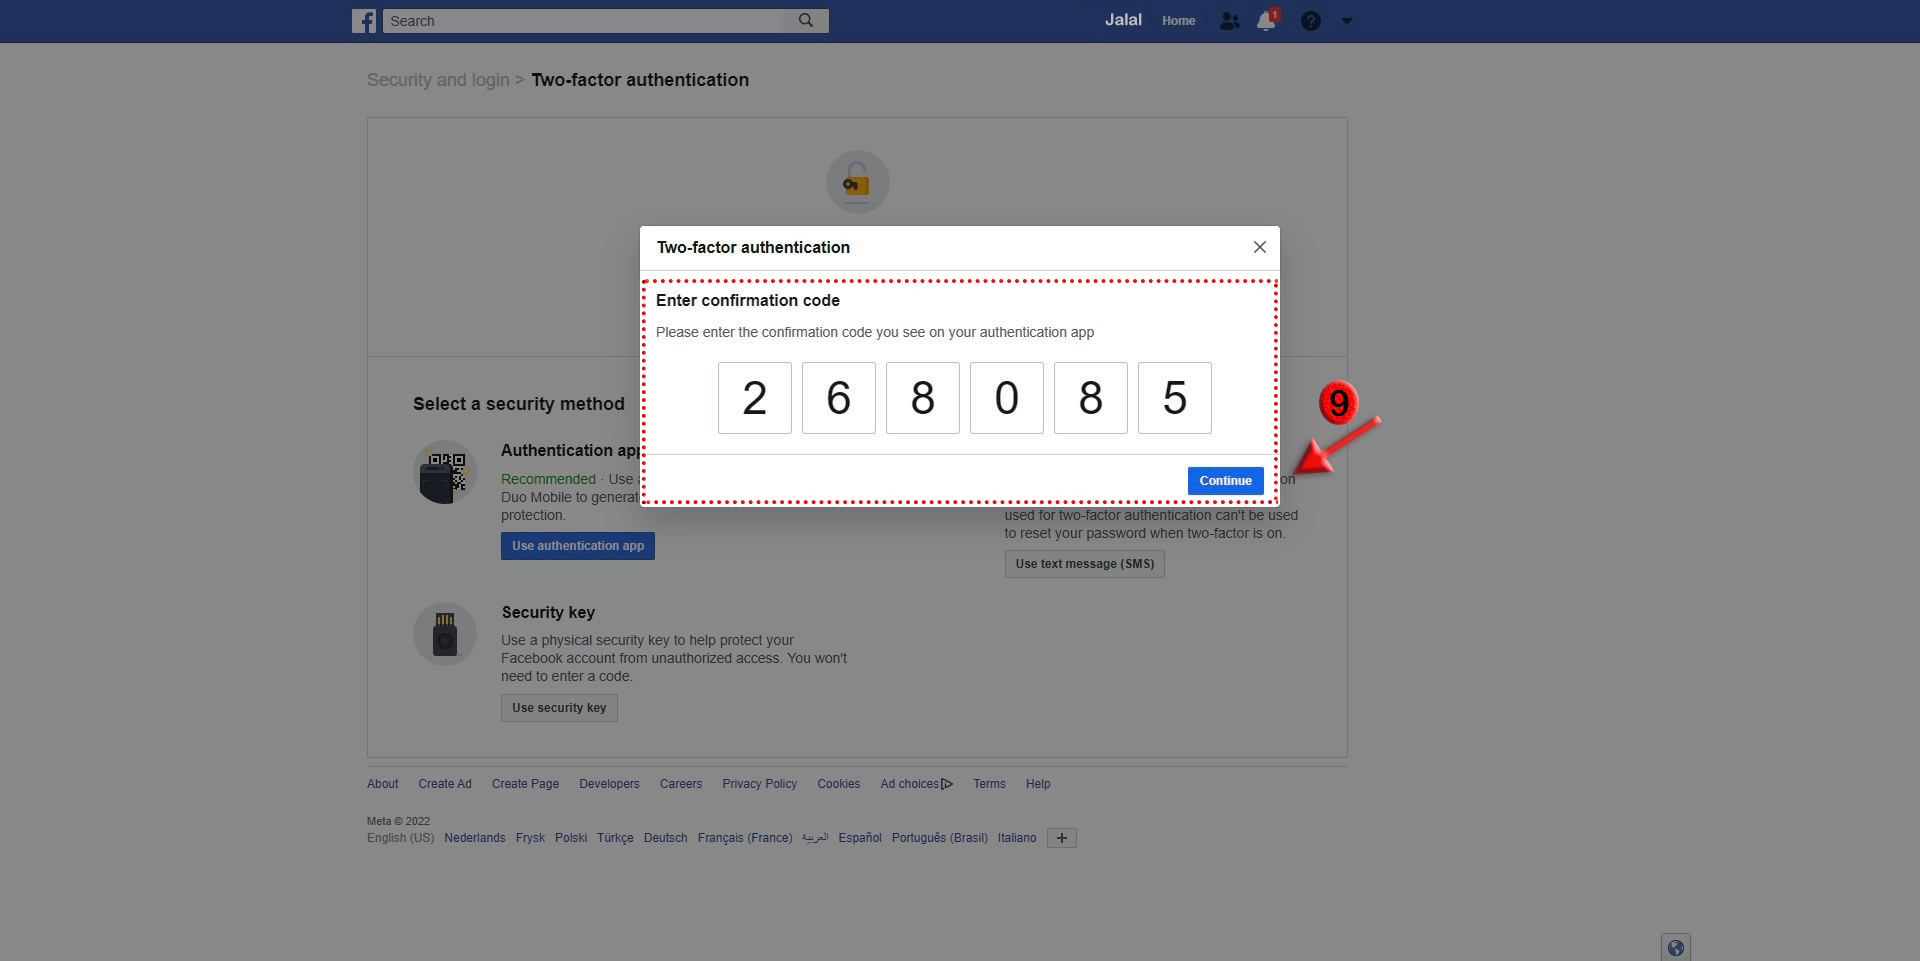 Search
Jalal Home 1 ?
Security and login > Two-factor authentication
Two-factor authentication
Enter confirmation code
Please enter the confirmation code you see on your authentication app
2 6 8 0 8 5
9
Continue
Select a security method
Authentication app
Recommended · Use
Duo Mobile to generat
protection.
Use authentication app
on
used for two-factor authentication can't be used
to reset your password when two-factor is on.
Use text message (SMS)
Security key
Use a physical security key to help protect your
Facebook account from unauthorized access. You won't
need to enter a code.
Use security key
About Create Ad Create Page Developers Careers Privacy Policy Cookies Ad choices Terms Help
Meta © 2022
English (US) Nederlands Frysk Polski Türkçe Deutsch Français (France) العربية Español Português (Brasil) Italiano +